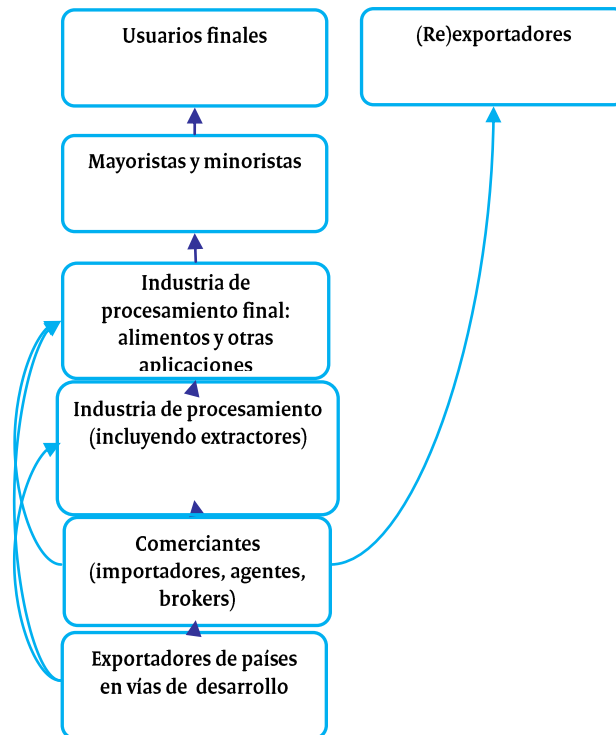 Usuarios finales
(Re)exportadores
Mayoristas y minoristas
Industria de
procesamiento final:
alimentos y otras
aplicaciones
Industria de procesamiento
(incluyendo extractores)
Comerciantes
(importadores, agentes,
brokers)
Exportadores de países
en vías de desarrollo